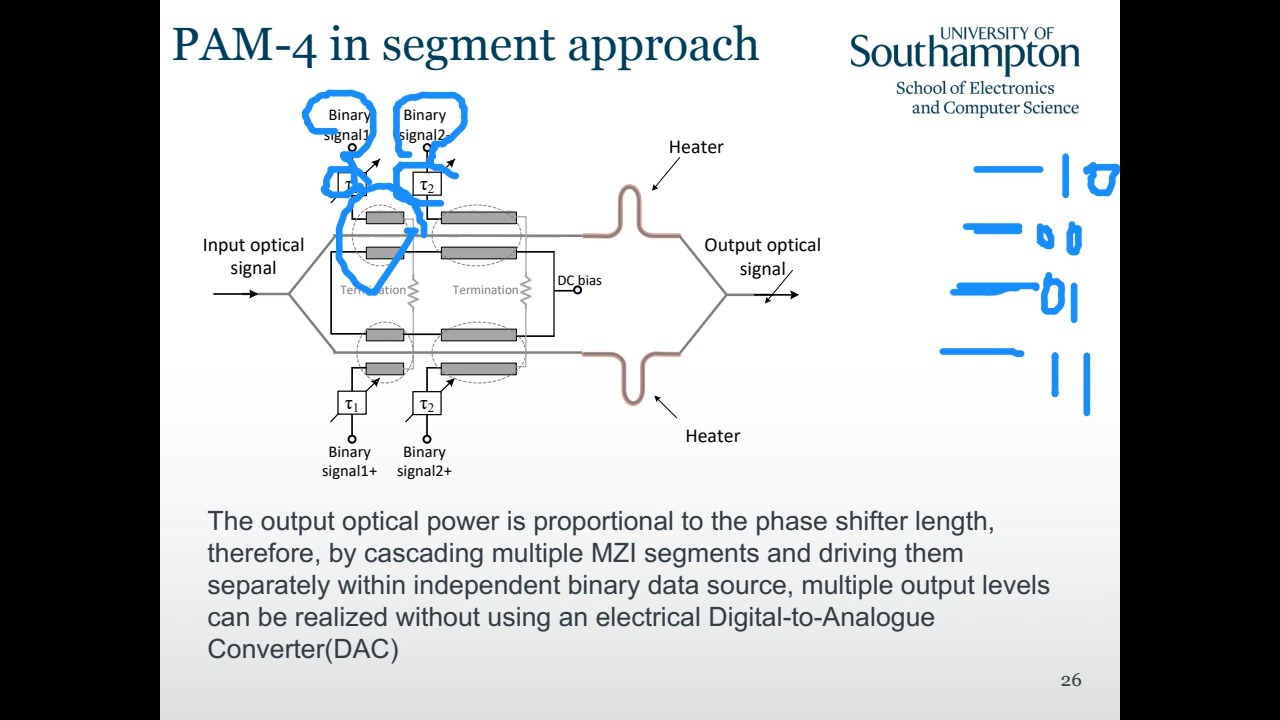 PAM-4 in segment approach
UNIVERSITY OF
Southampton
School of Electronics
and Computer Science
Binary
signal1
Binary
signal2-
Heater
10
τ2
00
Input optical
signal
Output optical
signal
DC bias
Termination
Termination
01
11
τ1
τ2
Binary
signal1+
Binary
signal2+
Heater
The output optical power is proportional to the phase shifter length,
therefore, by cascading multiple MZI segments and driving them
separately within independent binary data source, multiple output levels
can be realized without using an electrical Digital-to-Analogue
Converter(DAC)
26